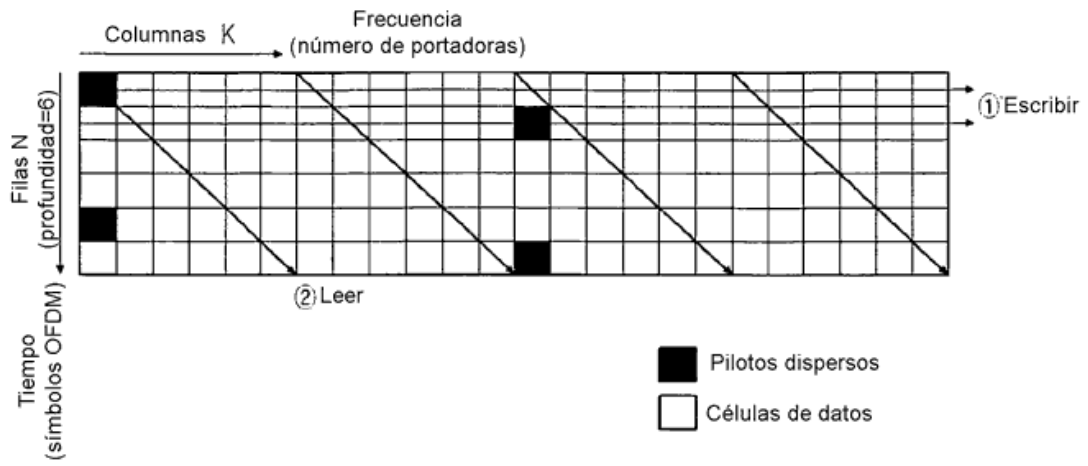 Columnas K
Frecuencia
(número de portadoras)
Filas N
(profundidad=6)
① Escribir
② Leer
Tiempo
(símbolos OFDM)
Pilotos dispersos
Células de datos